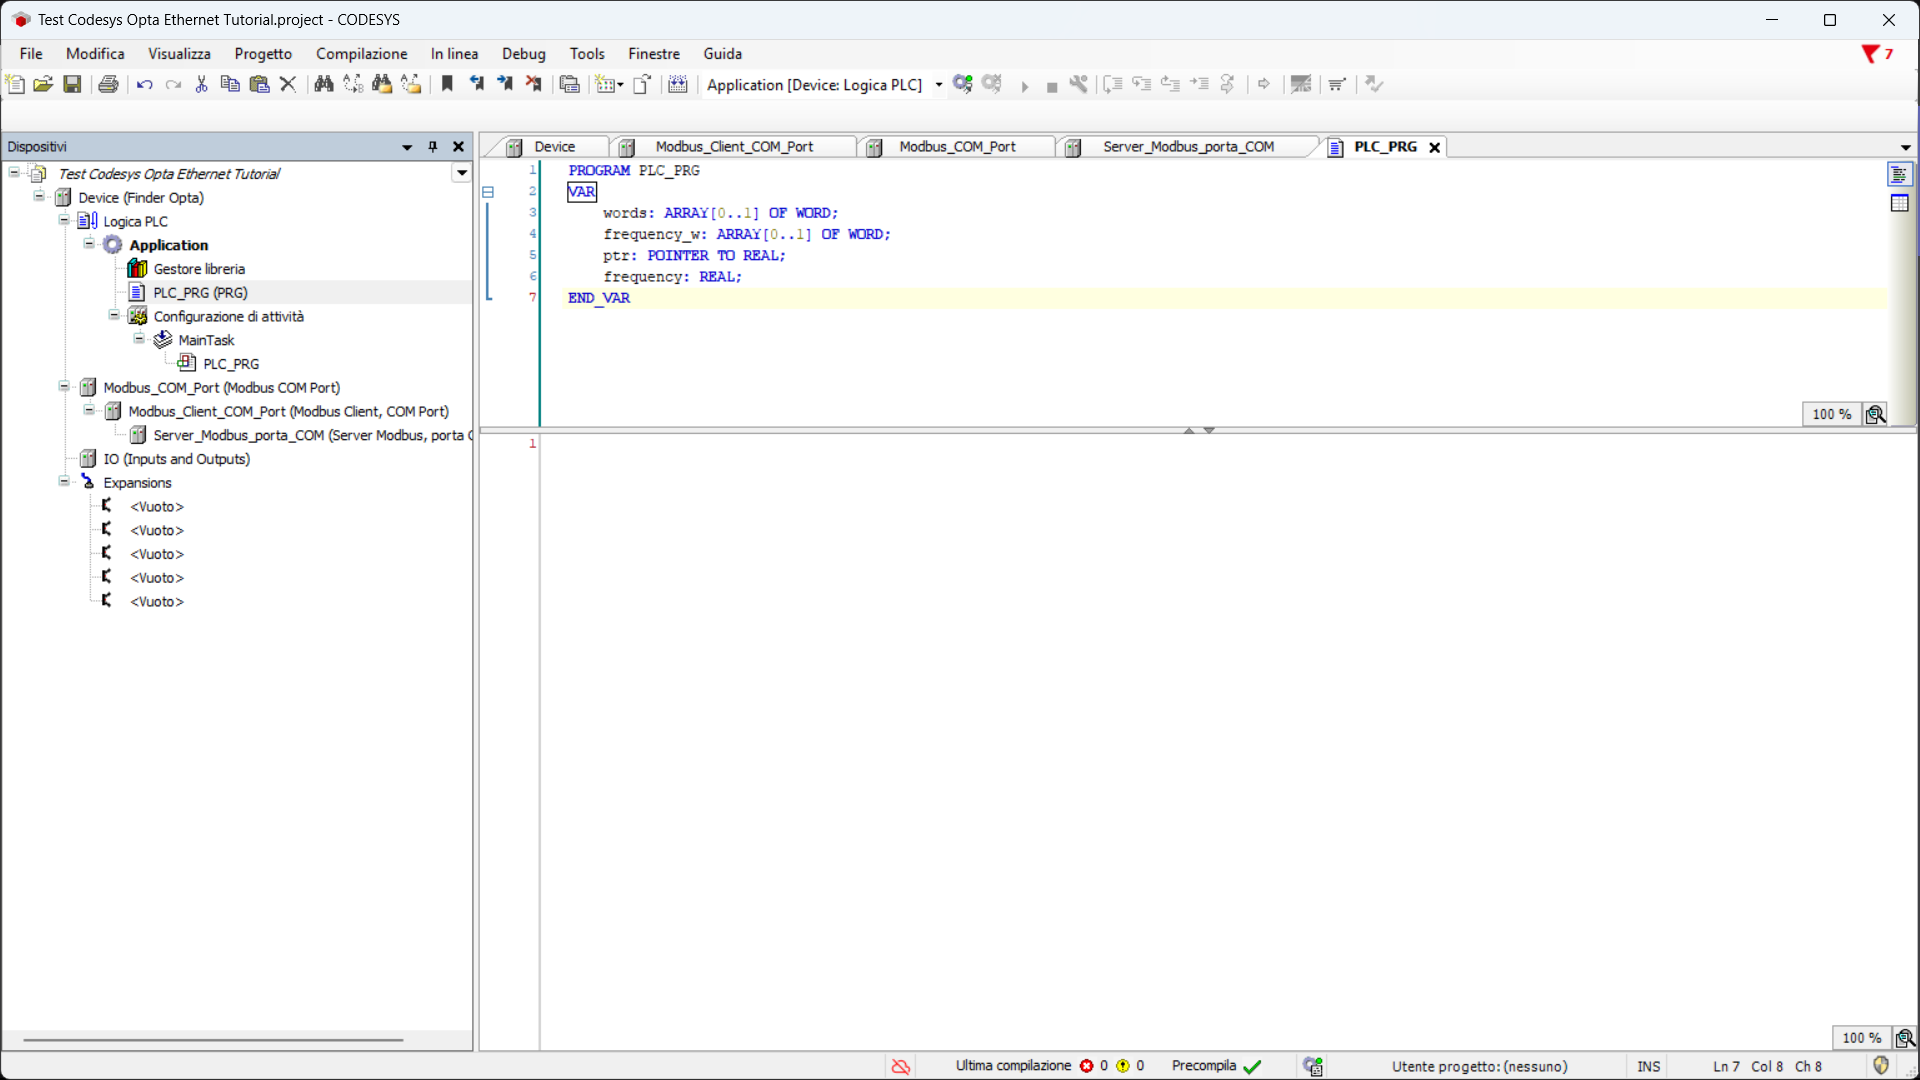 Test Codesys Opta Ethernet Tutorial.project - CODESYS
File Modifica Visualizza Progetto Compilazione In linea Debug Tools Finestre Guida
7
Application [Device: Logica PLC]
Dispositivi
Test Codesys Opta Ethernet Tutorial
Device (Finder Opta)
Logica PLC
Application
Gestore libreria
PLC_PRG (PRG)
Configurazione di attività
MainTask
PLC_PRG
Modbus_COM_Port (Modbus COM Port)
Modbus_Client_COM_Port (Modbus Client, COM Port)
Server_Modbus_porta_COM (Server Modbus, porta C
IO (Inputs and Outputs)
Expansions
<Vuoto>
<Vuoto>
<Vuoto>
<Vuoto>
<Vuoto>
Device Modbus_Client_COM_Port Modbus_COM_Port Server_Modbus_porta_COM PLC_PRG
1 PROGRAM PLC_PRG
2 VAR
3 words: ARRAY[0..1] OF WORD;
4 frequency_w: ARRAY[0..1] OF WORD;
5 ptr: POINTER TO REAL;
6 frequency: REAL;
7 END_VAR
100 %
1
100 %
Ultima compilazione 0 0 Precompila Utente progetto: (nessuno) INS Ln 7 Col 8 Ch 8